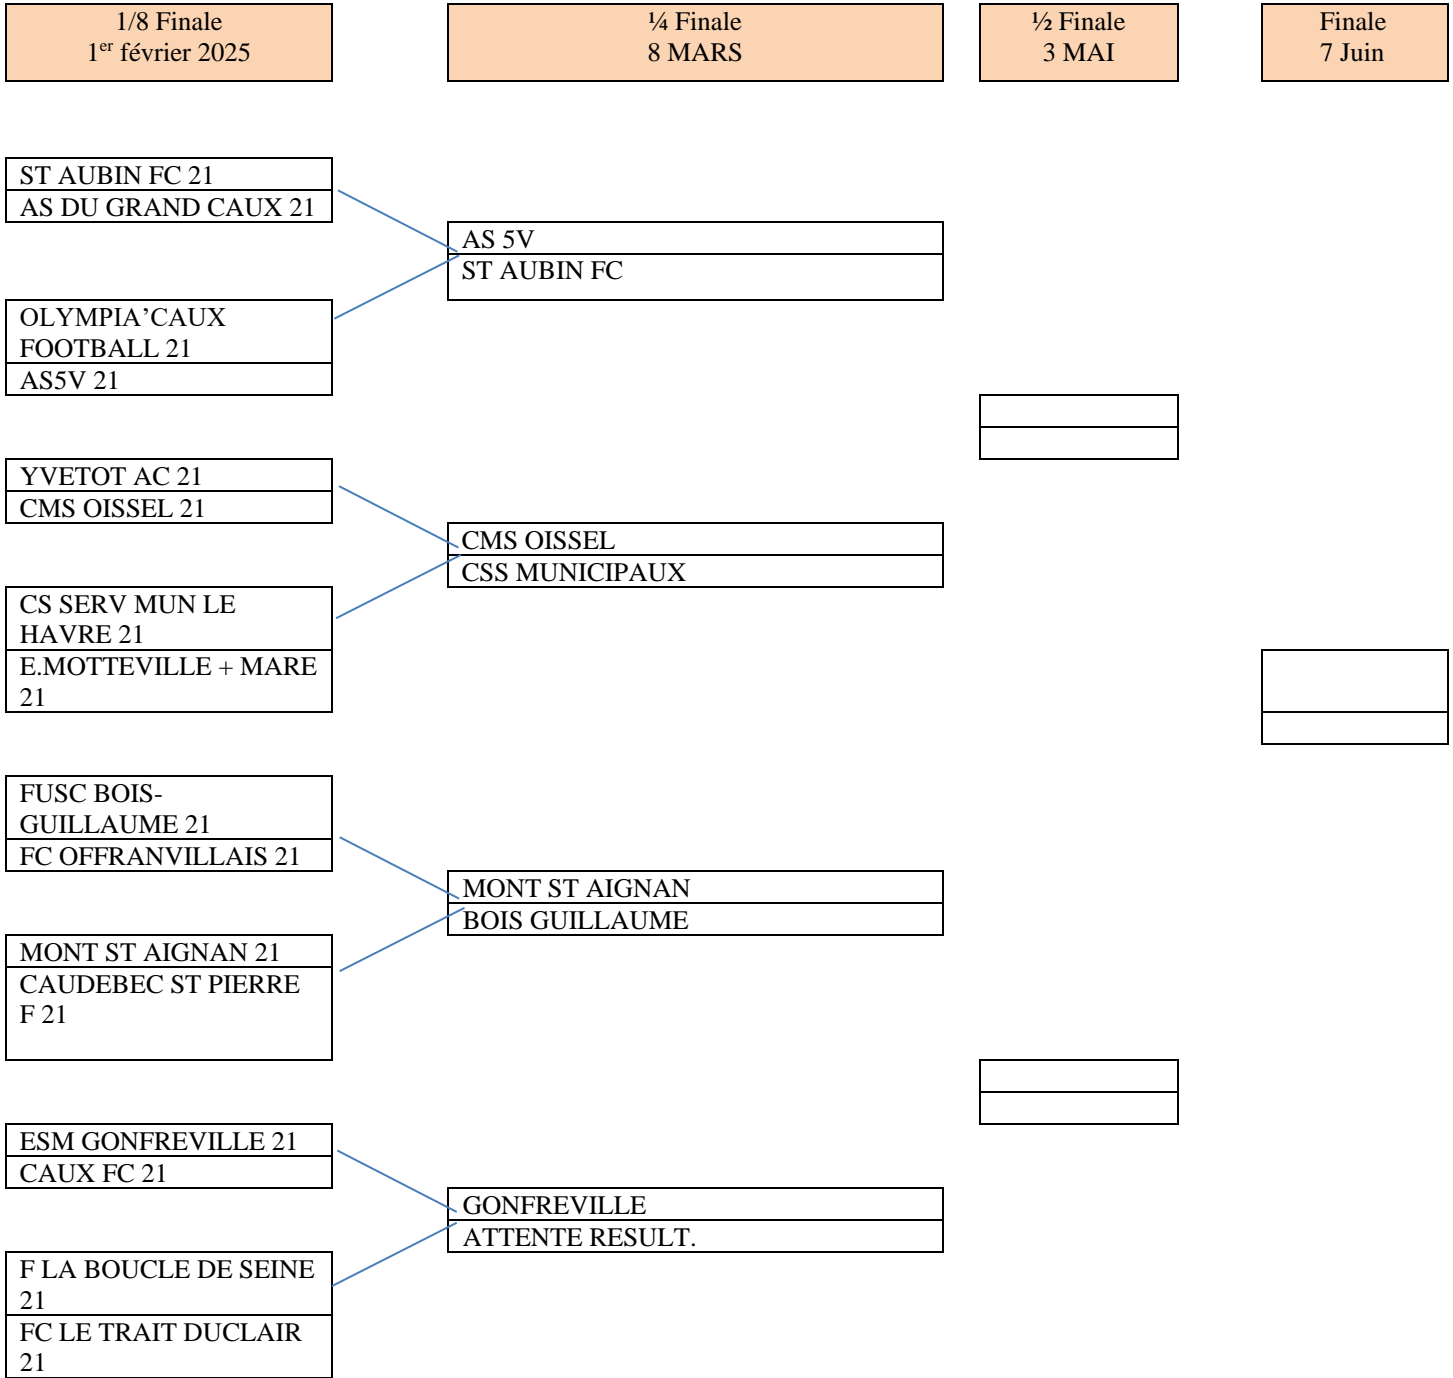 1/8 Finale
1er février 2025
¼ Finale
8 MARS
½ Finale
3 MAI
Finale
7 Juin
ST AUBIN FC 21
AS DU GRAND CAUX 21
AS 5V
ST AUBIN FC
OLYMPIA’CAUX
FOOTBALL 21
AS5V 21
YVETOT AC 21
CMS OISSEL 21
CMS OISSEL
CSS MUNICIPAUX
CS SERV MUN LE
HAVRE 21
E.MOTTEVILLE + MARE
21
FUSC BOIS-
GUILLAUME 21
FC OFFRANVILLAIS 21
MONT ST AIGNAN
BOIS GUILLAUME
MONT ST AIGNAN 21
CAUDEBEC ST PIERRE
F 21
ESM GONFREVILLE 21
CAUX FC 21
GONFREVILLE
ATTENTE RESULT.
F LA BOUCLE DE SEINE
21
FC LE TRAIT DUCLAIR
21